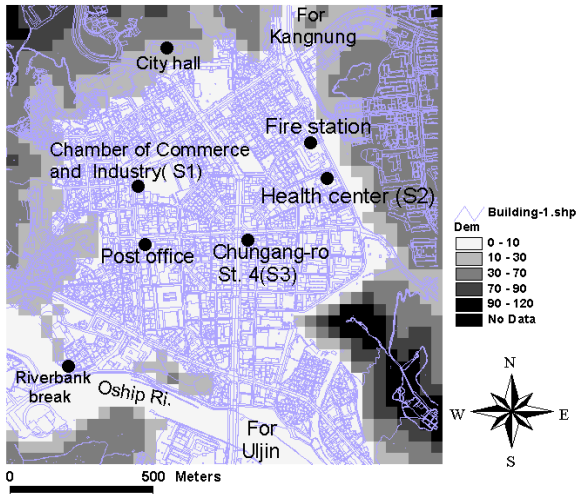 For
Kangnung
City hall
Fire station
Chamber of Commerce
and Industry( S1)
Health center (S2)
Post office
Chungang-ro
St. 4(S3)
Riverbank
break
Oship Ri.
For
Uljin
0 500 Meters
Building-1.shp
Dem
0 - 10
10 - 30
30 - 70
70 - 90
90 - 120
No Data
N
W E
S